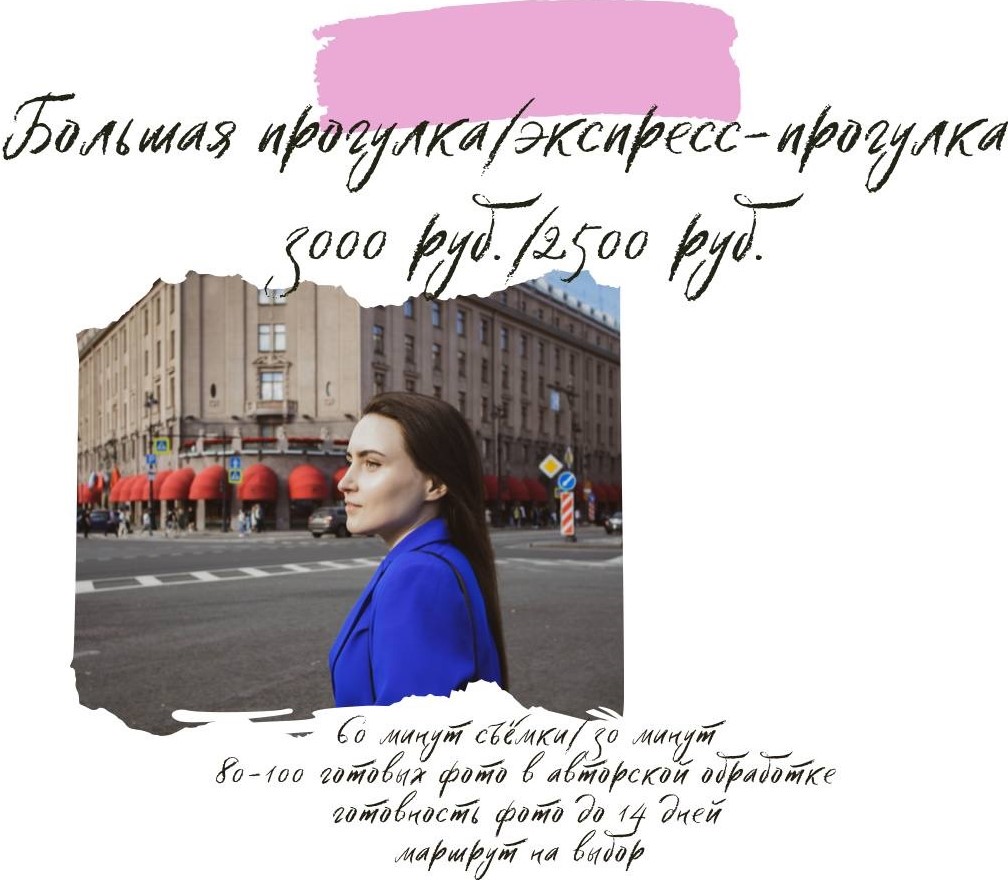 Большая прогулка/экспресс-прогулка
3000 руб./2500 руб.
60 минут съёмки/ 30 минут
80-100 готовых фото в авторской обработке
готовность фото до 14 дней
маршрут на выбор